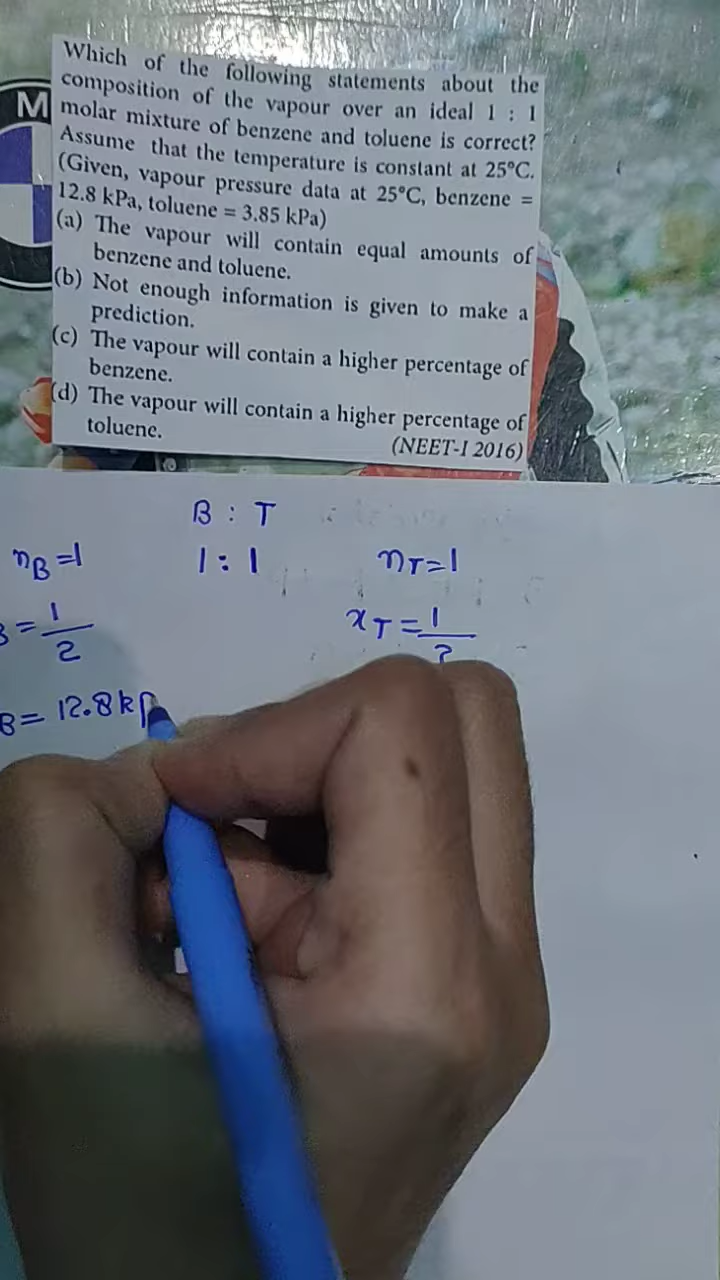 M
Which of the following statements about the
composition of the vapour over an ideal 1 : 1
molar mixture of benzene and toluene is correct?
Assume that the temperature is constant at 25°C.
(Given, vapour pressure data at 25°C, benzene =
12.8 kPa, toluene = 3.85 kPa)
(a) The vapour will contain equal amounts of
benzene and toluene.
(b) Not enough information is given to make a
prediction.
(c) The vapour will contain a higher percentage of
benzene.
(d) The vapour will contain a higher percentage of
toluene.
(NEET-I 2016)
B : T
nB=1 1 : 1 nT=1
B = 1/2 xT = 1/2
B = 12.8 kP